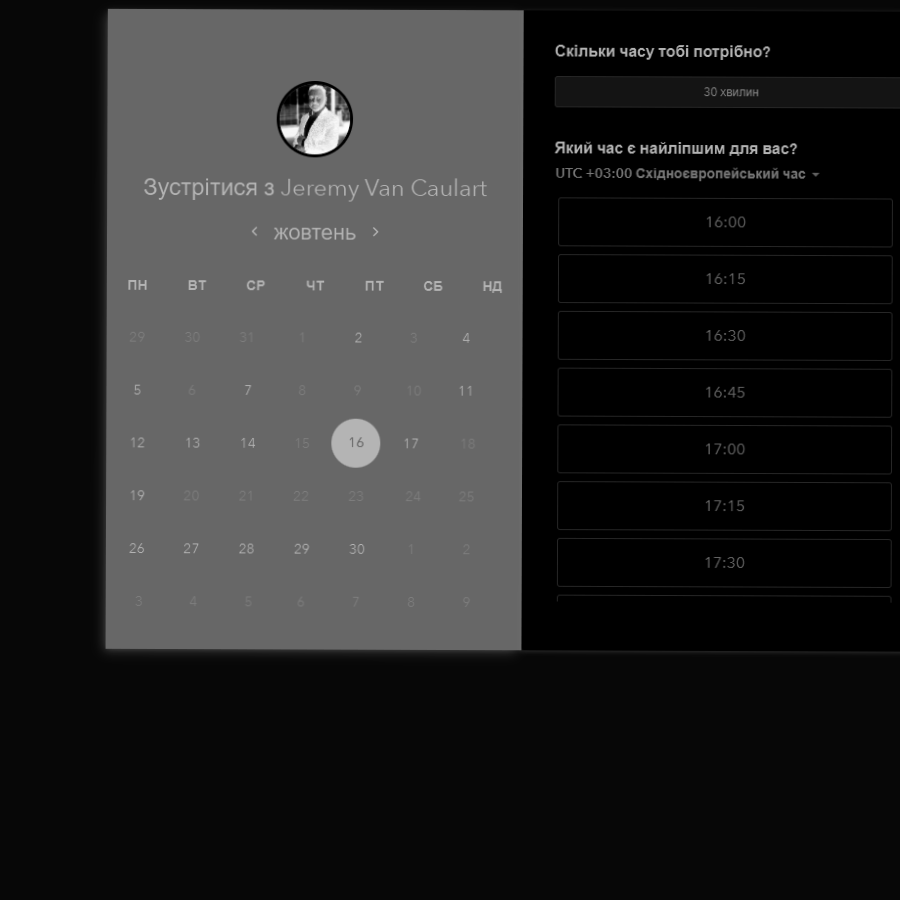 Зустрітися з Jeremy Van Caulart
‹ жовтень ›
ПН ВТ СР ЧТ ПТ СБ НД
29 30 31 1 2 3 4
5 6 7 8 9 10 11
12 13 14 15 16 17 18
19 20 21 22 23 24 25
26 27 28 29 30 1 2
3 4 5 6 7 8 9
Скільки часу тобі потрібно?
30 хвилин
Який час є найліпшим для вас?
UTC +03:00 Східноєвропейський час
16:00
16:15
16:30
16:45
17:00
17:15
17:30